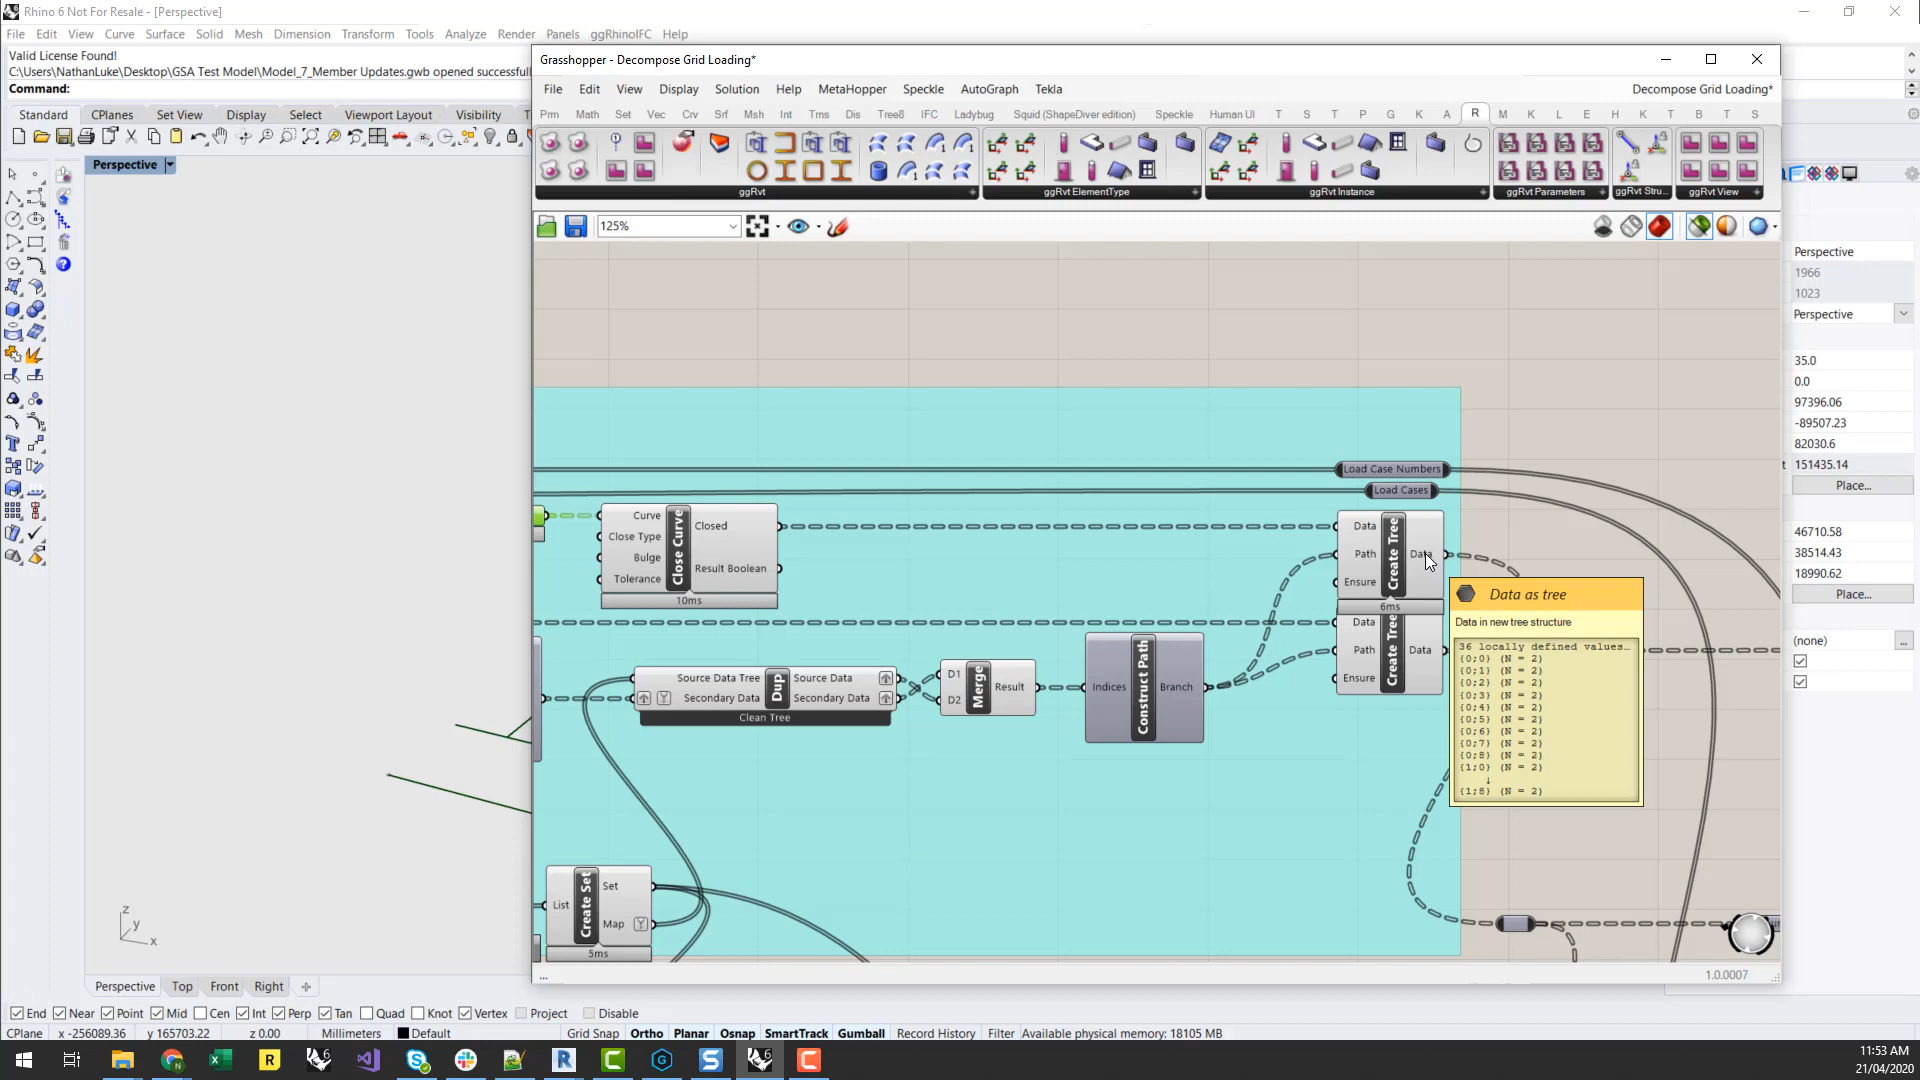 Rhino 6 Not For Resale - [Perspective]
File Edit View Curve Surface Solid Mesh Dimension Transform Tools Analyze Render Panels ggRhinoIFC Help
Valid License Found!
C:\Users\NathanLuke\Desktop\GSA Test Model\Model_7_Member Updates.gwb opened successfull
Command:
Standard CPlanes Set View Display Select Viewport Layout Visibility T
Perspective
Grasshopper - Decompose Grid Loading*
File Edit View Display Solution Help MetaHopper Speckle AutoGraph Tekla
Decompose Grid Loading*
Prm Math Set Vec Crv Srf Msh Int Trns Dis Tree8 IFC Ladybug Squid (ShapeDiver edition) Speckle Human UI T S T P G K A R M K L E H K T B T S
ggRvt ggRvt ElementType ggRvt Instance ggRvt Parameters ggRvt Stru... ggRvt View
125%
Load Case Numbers
Load Cases
Curve
Close Type
Bulge
Tolerance
Close Curve
Closed
Result Boolean
10ms
Data
Path
Ensure
Create Tree
Data
6ms
Data
Path
Ensure
Create Tree
Data
Source Data Tree
Secondary Data
Dup
Source Data
Secondary Data
Clean Tree
D1
D2
Merge
Result
Indices
Construct Path
Branch
List
Create Set
Set
Map
5ms
Data as tree
Data in new tree structure
36 locally defined values...
{0;0} (N = 2)
{0;1} (N = 2)
{0;2} (N = 2)
{0;3} (N = 2)
{0;4} (N = 2)
{0;5} (N = 2)
{0;6} (N = 2)
{0;7} (N = 2)
{0;8} (N = 2)
{1;0} (N = 2)
↓
{1;8} (N = 2)
...
1.0.0007
Perspective
1966
1023
Perspective
35.0
0.0
97396.06
-89507.23
82030.6
t 151435.14
Place...
46710.58
38514.43
18990.62
Place...
(none)
...
z
y
x
Perspective Top Front Right
End Near Point Mid Cen Int Perp Tan Quad Knot Vertex Project Disable
CPlane x -256089.36 y 165703.22 z 0.00 Millimeters Default Grid Snap Ortho Planar Osnap SmartTrack Gumball Record History Filter Available physical memory: 18105 MB
11:53 AM
21/04/2020